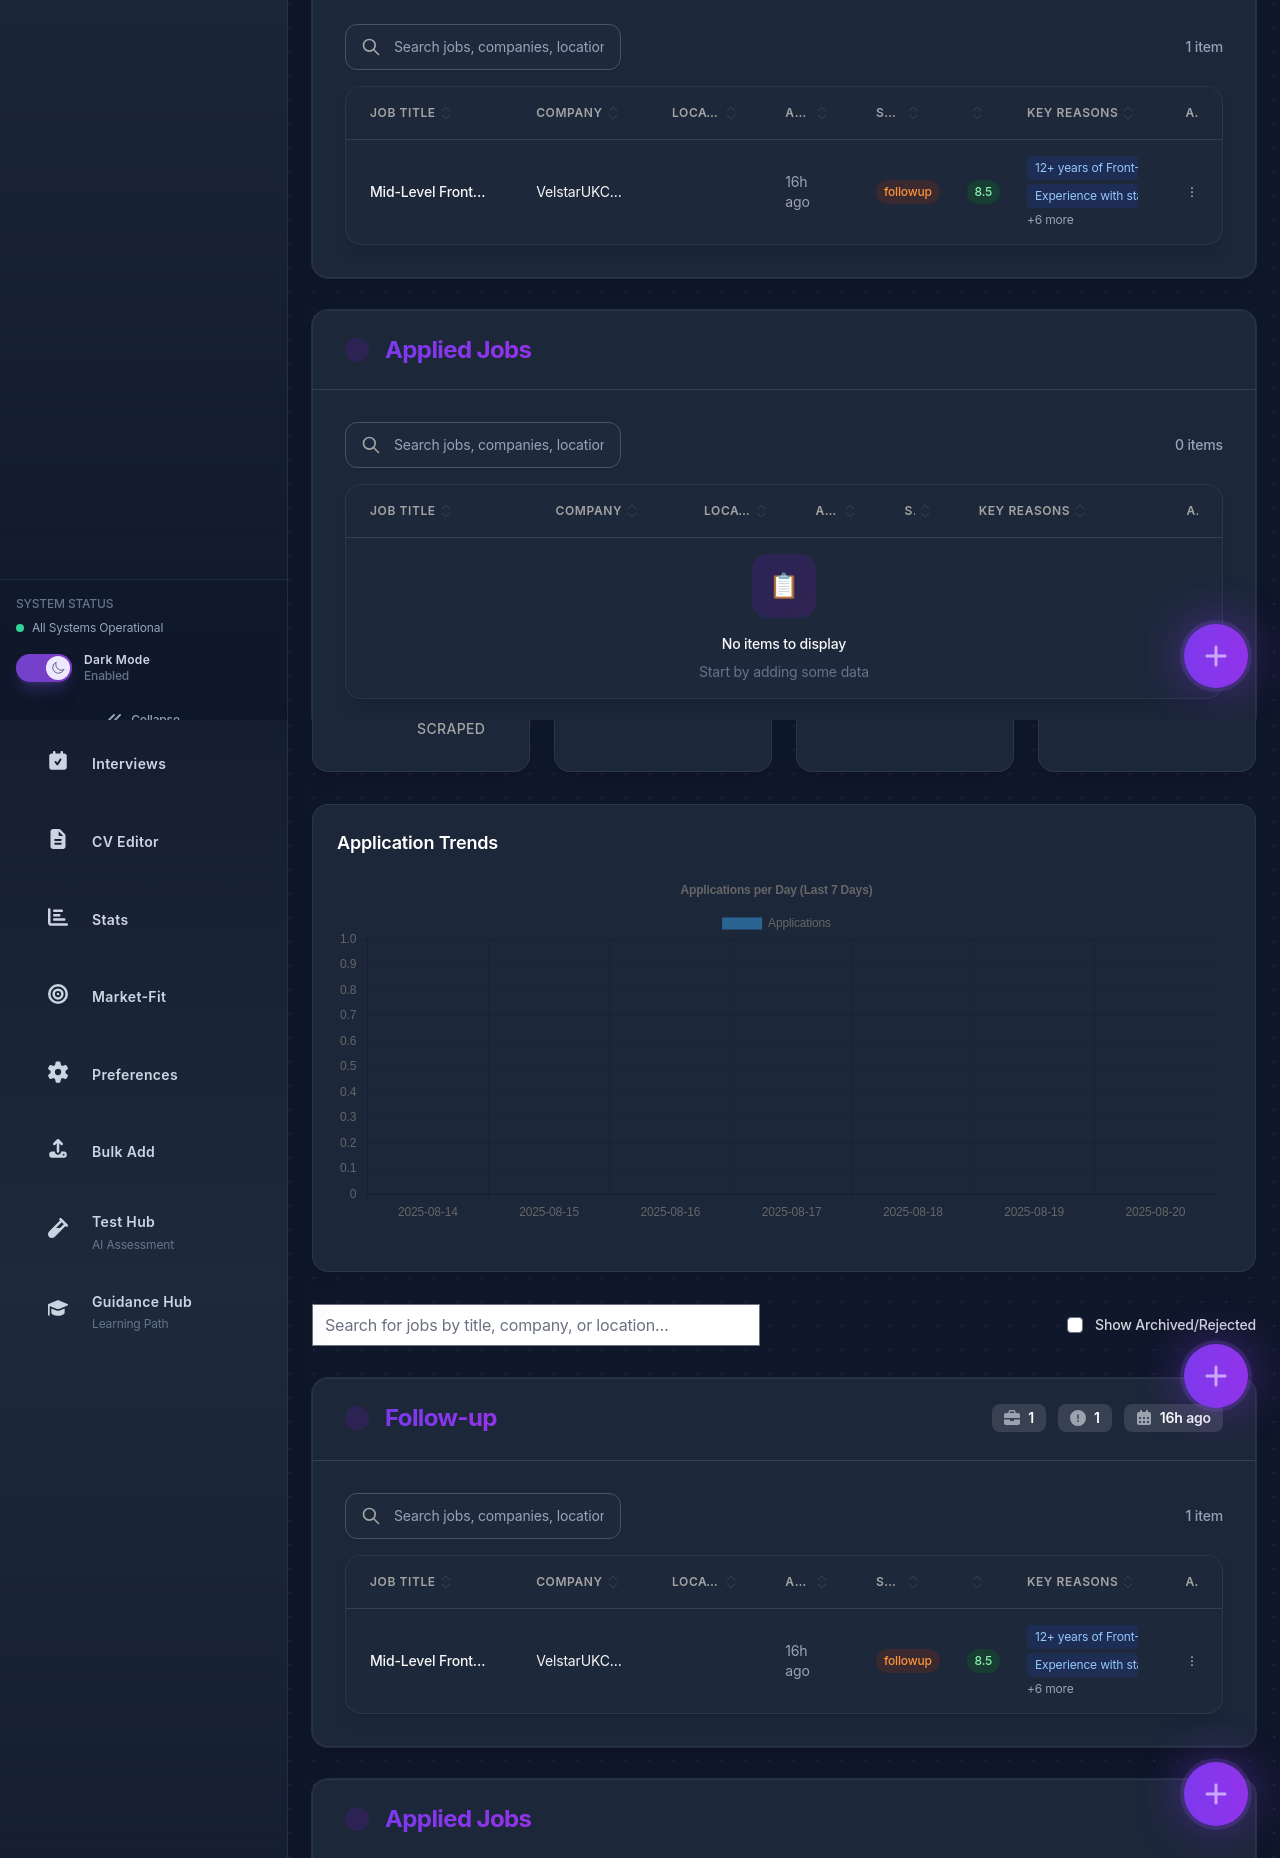 Search jobs, companies, locatior
1 item
JOB TITLE COMPANY LOCA... A... S... KEY REASONS A.
Mid-Level Front... VelstarUKC... 16h ago followup 8.5 12+ years of Front-
Experience with sta
+6 more
Applied Jobs
Search jobs, companies, locatior
0 items
JOB TITLE COMPANY LOCA... A... S. KEY REASONS A.
No items to display
Start by adding some data
SYSTEM STATUS
All Systems Operational
Dark Mode
Enabled
Collapse
SCRAPED
Interviews
CV Editor
Stats
Market-Fit
Preferences
Bulk Add
Test Hub
AI Assessment
Guidance Hub
Learning Path
Application Trends
Applications per Day (Last 7 Days)
Applications
1.0
0.9
0.8
0.7
0.6
0.5
0.4
0.3
0.2
0.1
0
2025-08-14 2025-08-15 2025-08-16 2025-08-17 2025-08-18 2025-08-19 2025-08-20
Search for jobs by title, company, or location...
Show Archived/Rejected
Follow-up
1 1 16h ago
Search jobs, companies, locatior
1 item
JOB TITLE COMPANY LOCA... A... S... KEY REASONS A.
Mid-Level Front... VelstarUKC... 16h ago followup 8.5 12+ years of Front-
Experience with sta
+6 more
Applied Jobs